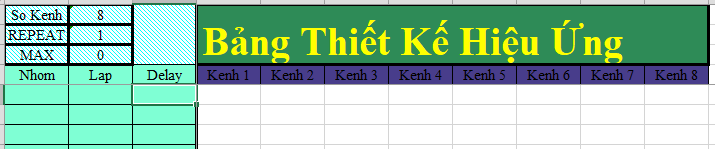 So Kenh 8
REPEAT 1
MAX 0
Bảng Thiết Kế Hiệu Ứng
Nhom Lap Delay Kenh 1 Kenh 2 Kenh 3 Kenh 4 Kenh 5 Kenh 6 Kenh 7 Kenh 8